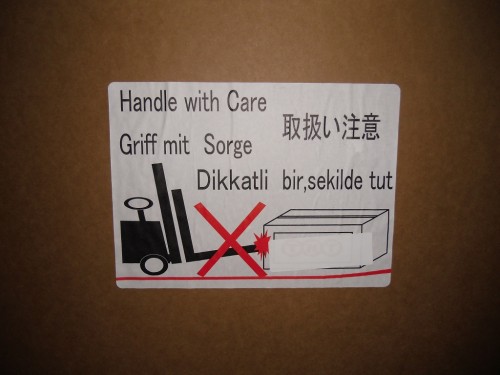 Handle with Care
取扱い注意
Griff mit Sorge
Dikkatli bir,sekilde tut